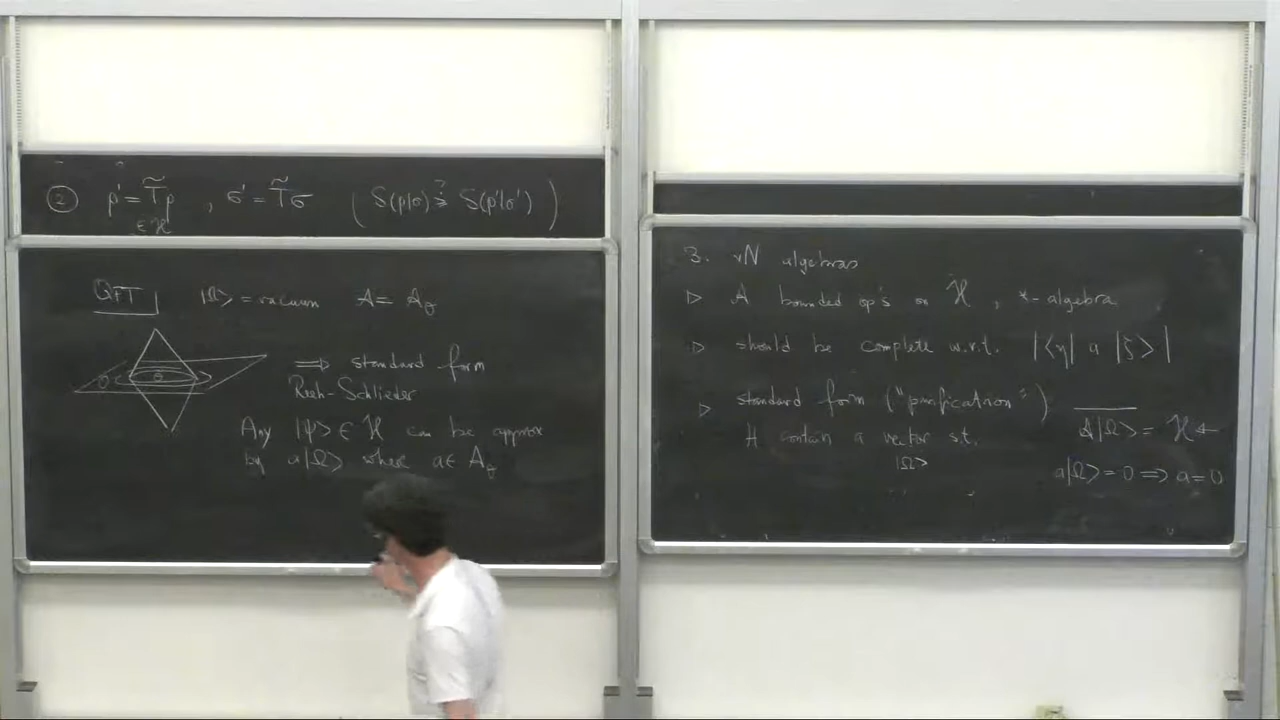 ② ρ' = T̃ρ , σ' = T̃σ ( S(ρ|σ) ≥? S(ρ'|σ') )
∈ℋ
QFT |Ω> = vacuum A = A_O
O
⟹ standard form
Reeh-Schlieder
Any |ψ> ∈ ℋ can be approx
by a|Ω> where a ∈ A_O
3. vN algebras
▷ A bounded op's on ℋ , *-algebra
▷ should be complete w.r.t. |<η| a |ζ>|
▷ standard form ("purification")
H contain a vector s.t.
|Ω>
A|Ω> = ℋ ←
a|Ω> = 0 ⟹ a = 0